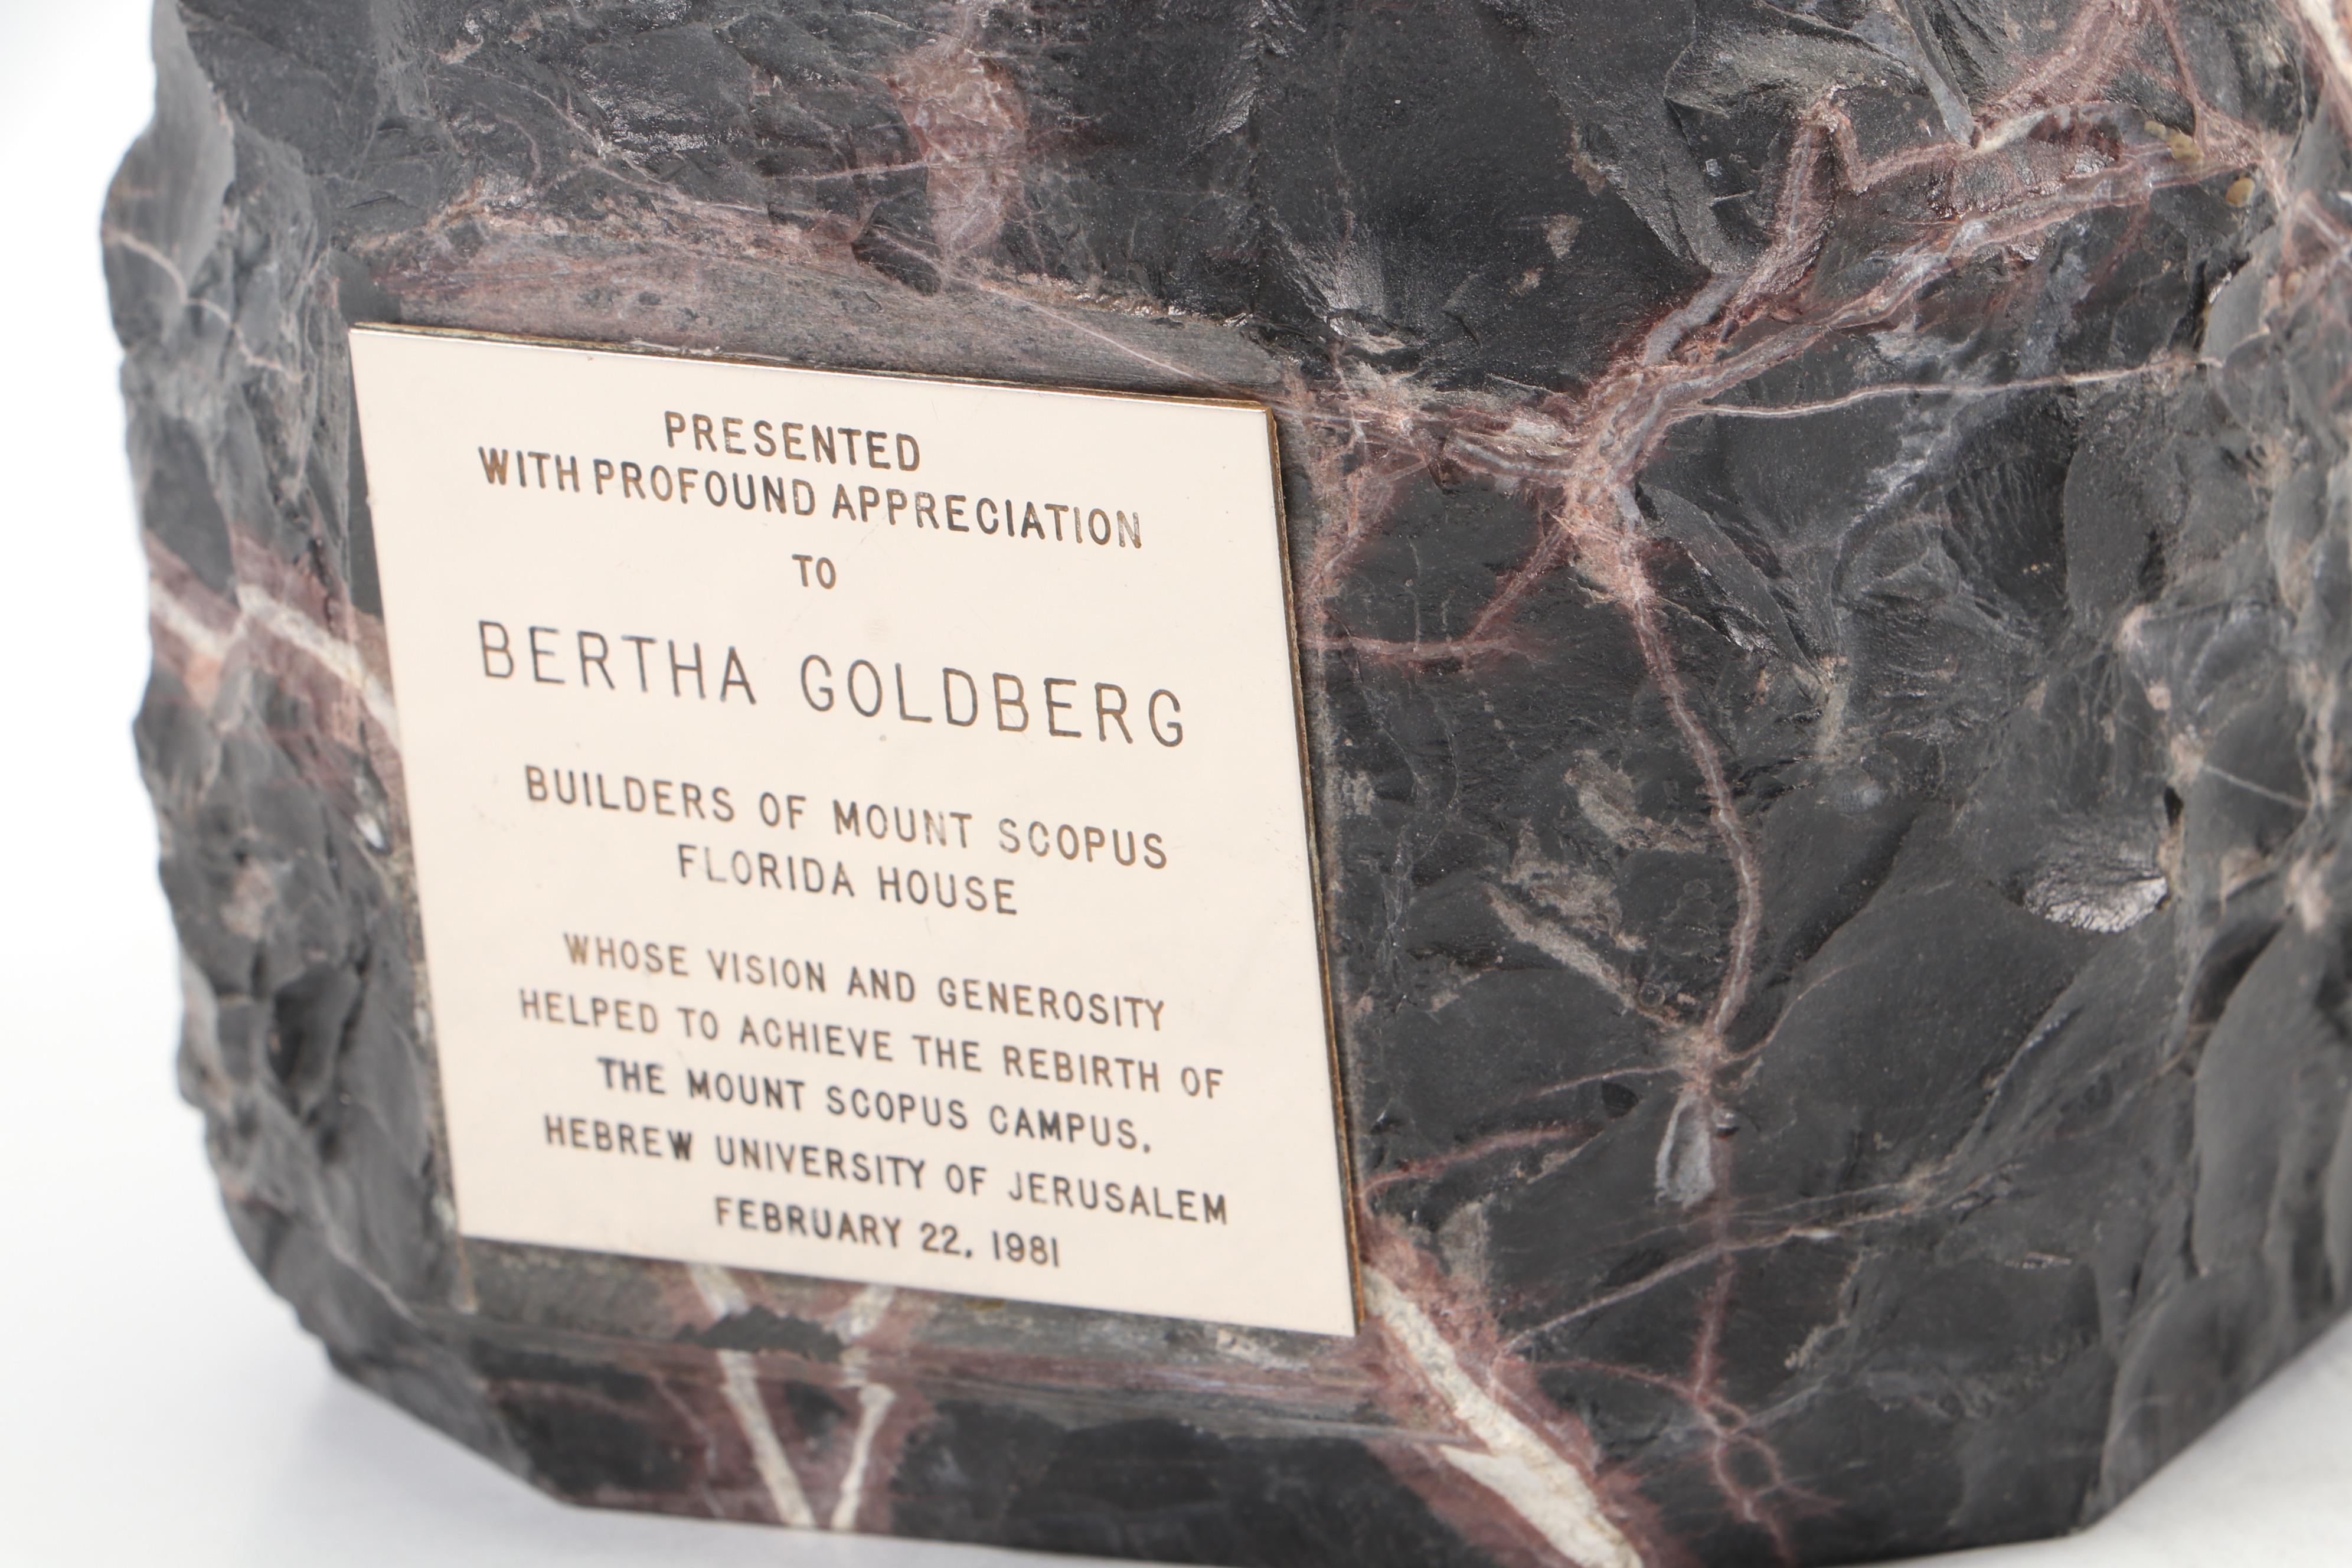 PRESENTED
WITH PROFOUND APPRECIATION
TO
BERTHA GOLDBERG
BUILDERS OF MOUNT SCOPUS
FLORIDA HOUSE
WHOSE VISION AND GENEROSITY
HELPED TO ACHIEVE THE REBIRTH OF
THE MOUNT SCOPUS CAMPUS,
HEBREW UNIVERSITY OF JERUSALEM
FEBRUARY 22, 1981